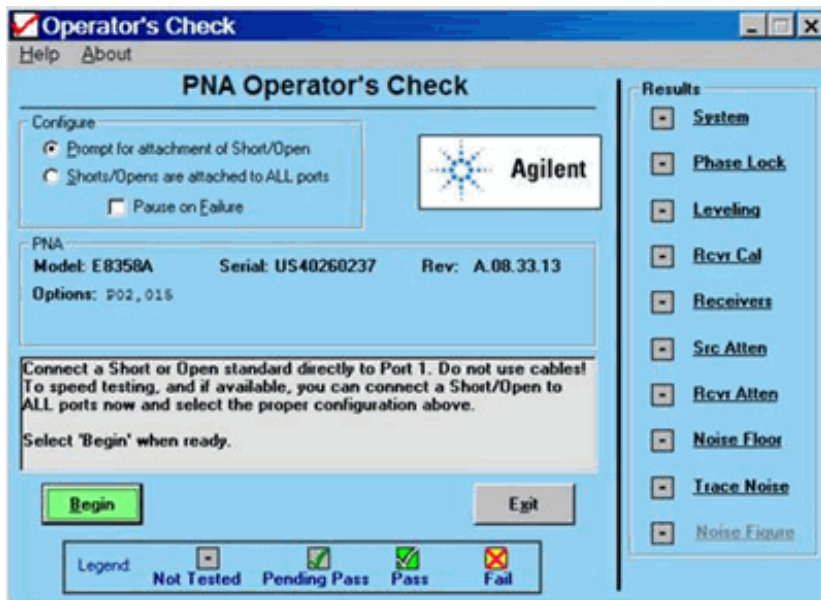 Operator's Check
Help About
PNA Operator's Check
Configure
Prompt for attachment of Short/Open
Shorts/Opens are attached to ALL ports
Pause on Failure
Agilent
PNA
Model: E8358A Serial: US40260237 Rev: A.08.33.13
Options: P02,015
Connect a Short or Open standard directly to Port 1. Do not use cables!
To speed testing, and if available, you can connect a Short/Open to
ALL ports now and select the proper configuration above.
Select 'Begin' when ready.
Begin
Exit
Legend:
Not Tested Pending Pass Pass Fail
Results
System
Phase Lock
Leveling
Rcvr Cal
Receivers
Src Atten
Rcvr Atten
Noise Floor
Trace Noise
Noise Figure